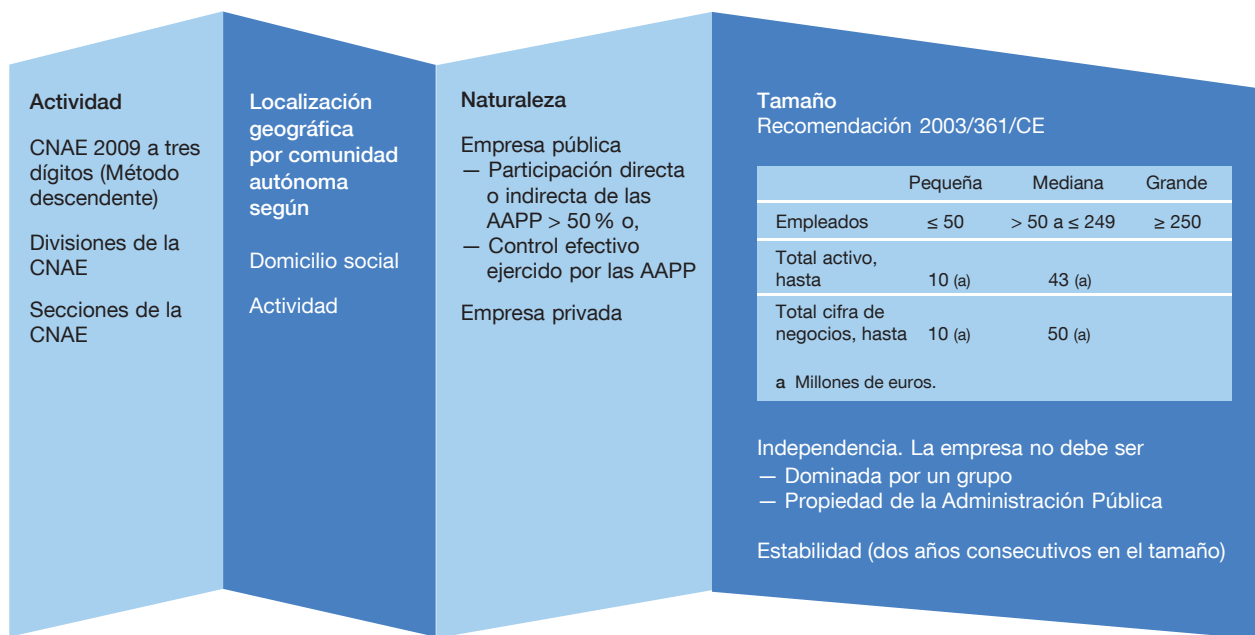 Actividad
CNAE 2009 a tres
dígitos (Método
descendente)
Divisiones de la
CNAE
Secciones de la
CNAE
Localización
geográfica
por comunidad
autónoma
según
Domicilio social
Actividad
Naturaleza
Empresa pública
— Participación directa
o indirecta de las
AAPP > 50 % o,
— Control efectivo
ejercido por las AAPP
Empresa privada
Tamaño
Recomendación 2003/361/CE
Pequeña Mediana Grande
Empleados ≤ 50 > 50 a ≤ 249 ≥ 250
Total activo,
hasta 10 (a) 43 (a)
Total cifra de
negocios, hasta 10 (a) 50 (a)
a Millones de euros.
Independencia. La empresa no debe ser
— Dominada por un grupo
— Propiedad de la Administración Pública
Estabilidad (dos años consecutivos en el tamaño)